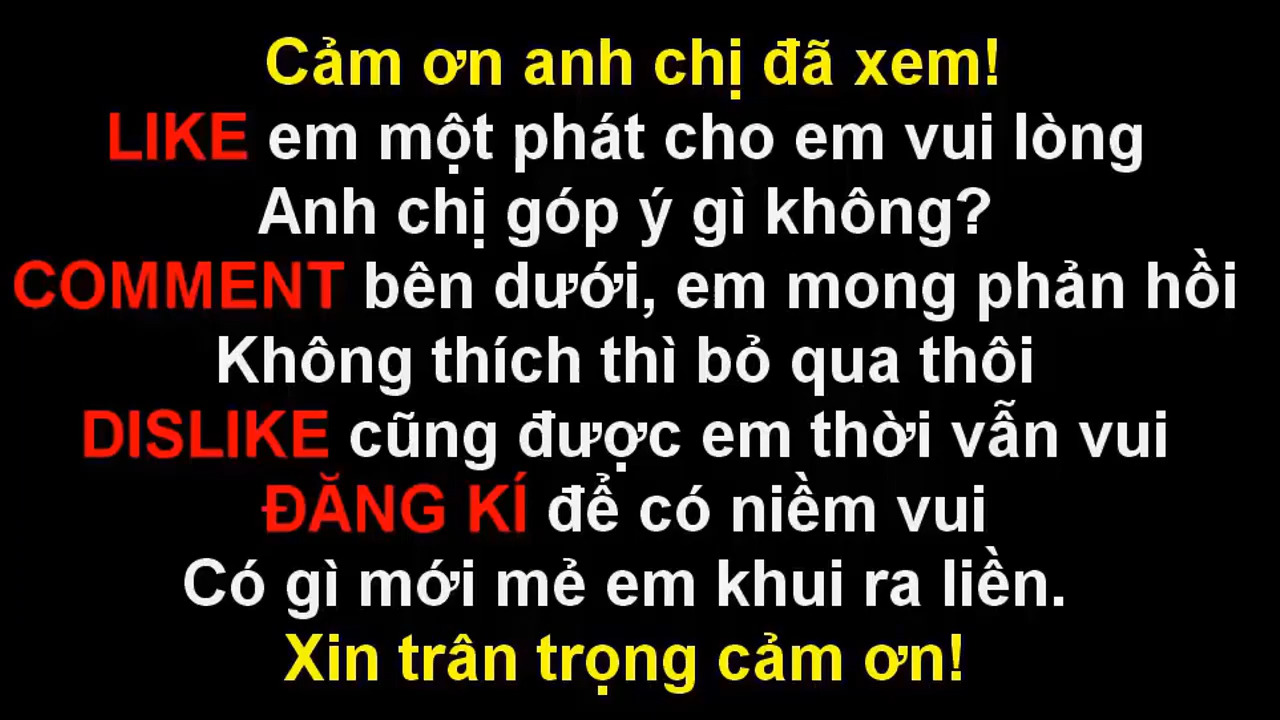 Cảm ơn anh chị đã xem!
LIKE em một phát cho em vui lòng
Anh chị góp ý gì không?
COMMENT bên dưới, em mong phản hồi
Không thích thì bỏ qua thôi
DISLIKE cũng được em thời vẫn vui
ĐĂNG KÍ để có niềm vui
Có gì mới mẻ em khui ra liền.
Xin trân trọng cảm ơn!